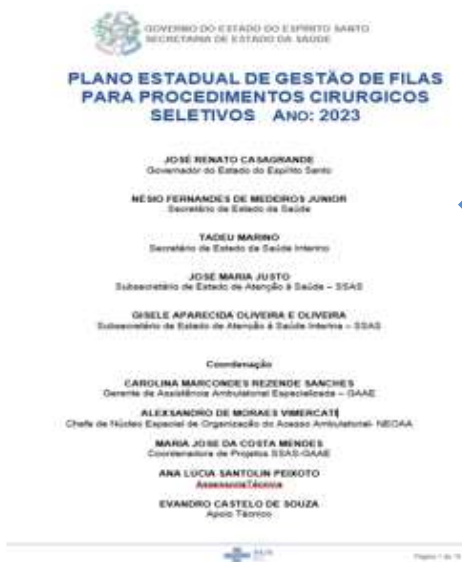 GOVERNO DO ESTADO DO ESPÍRITO SANTO
SECRETARIA DE ESTADO DA SAÚDE
PLANO ESTADUAL DE GESTÃO DE FILAS
PARA PROCEDIMENTOS CIRURGICOS
SELETIVOS ANO: 2023
JOSÉ RENATO CASAGRANDE
Governador do Estado do Espírito Santo
NÉSIO FERNANDES DE MEDEIROS JUNIOR
Secretário de Estado da Saúde
TADEU MARINO
Secretário de Estado da Saúde Interino
JOSÉ MARIA JUSTO
Subsecretário de Estado de Atenção à Saúde – SSAS
GISELE APARECIDA OLIVEIRA E OLIVEIRA
Subsecretária de Estado de Atenção à Saúde Interina – SSAS
Coordenação
CAROLINA MARCONDES REZENDE SANCHES
Gerente de Assistência Ambulatorial Especializada – GAAE
ALEXSANDRO DE MORAES VIMERCATI
Chefe de Núcleo Especial de Organização do Acesso Ambulatorial- NEOAA
MARIA JOSE DA COSTA MENDES
Coordenadora de Projetos SSAS-GAAE
ANA LÚCIA SANTOLIN PEIXOTO
AssessoriaTécnica
EVANDRO CASTELO DE SOUZA
Apoio Técnico